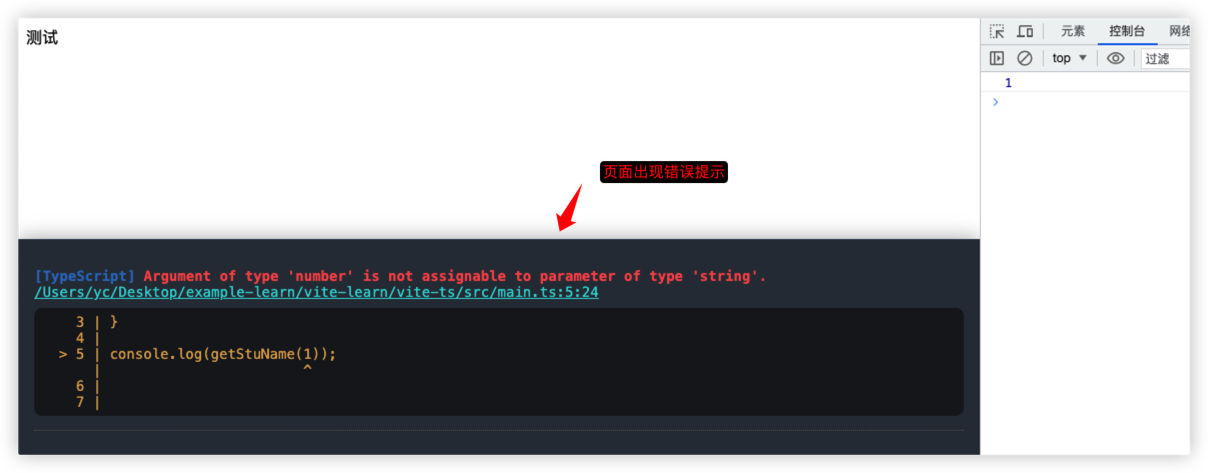 测试
元素 控制台
top 过滤
1
页面出现错误提示
[TypeScript] Argument of type 'number' is not assignable to parameter of type 'string'.
/Users/yc/Desktop/example-learn/vite-learn/vite-ts/src/main.ts:5:24
3 | }
4 |
> 5 | console.log(getStuName(1));
| ^
6 |
7 |